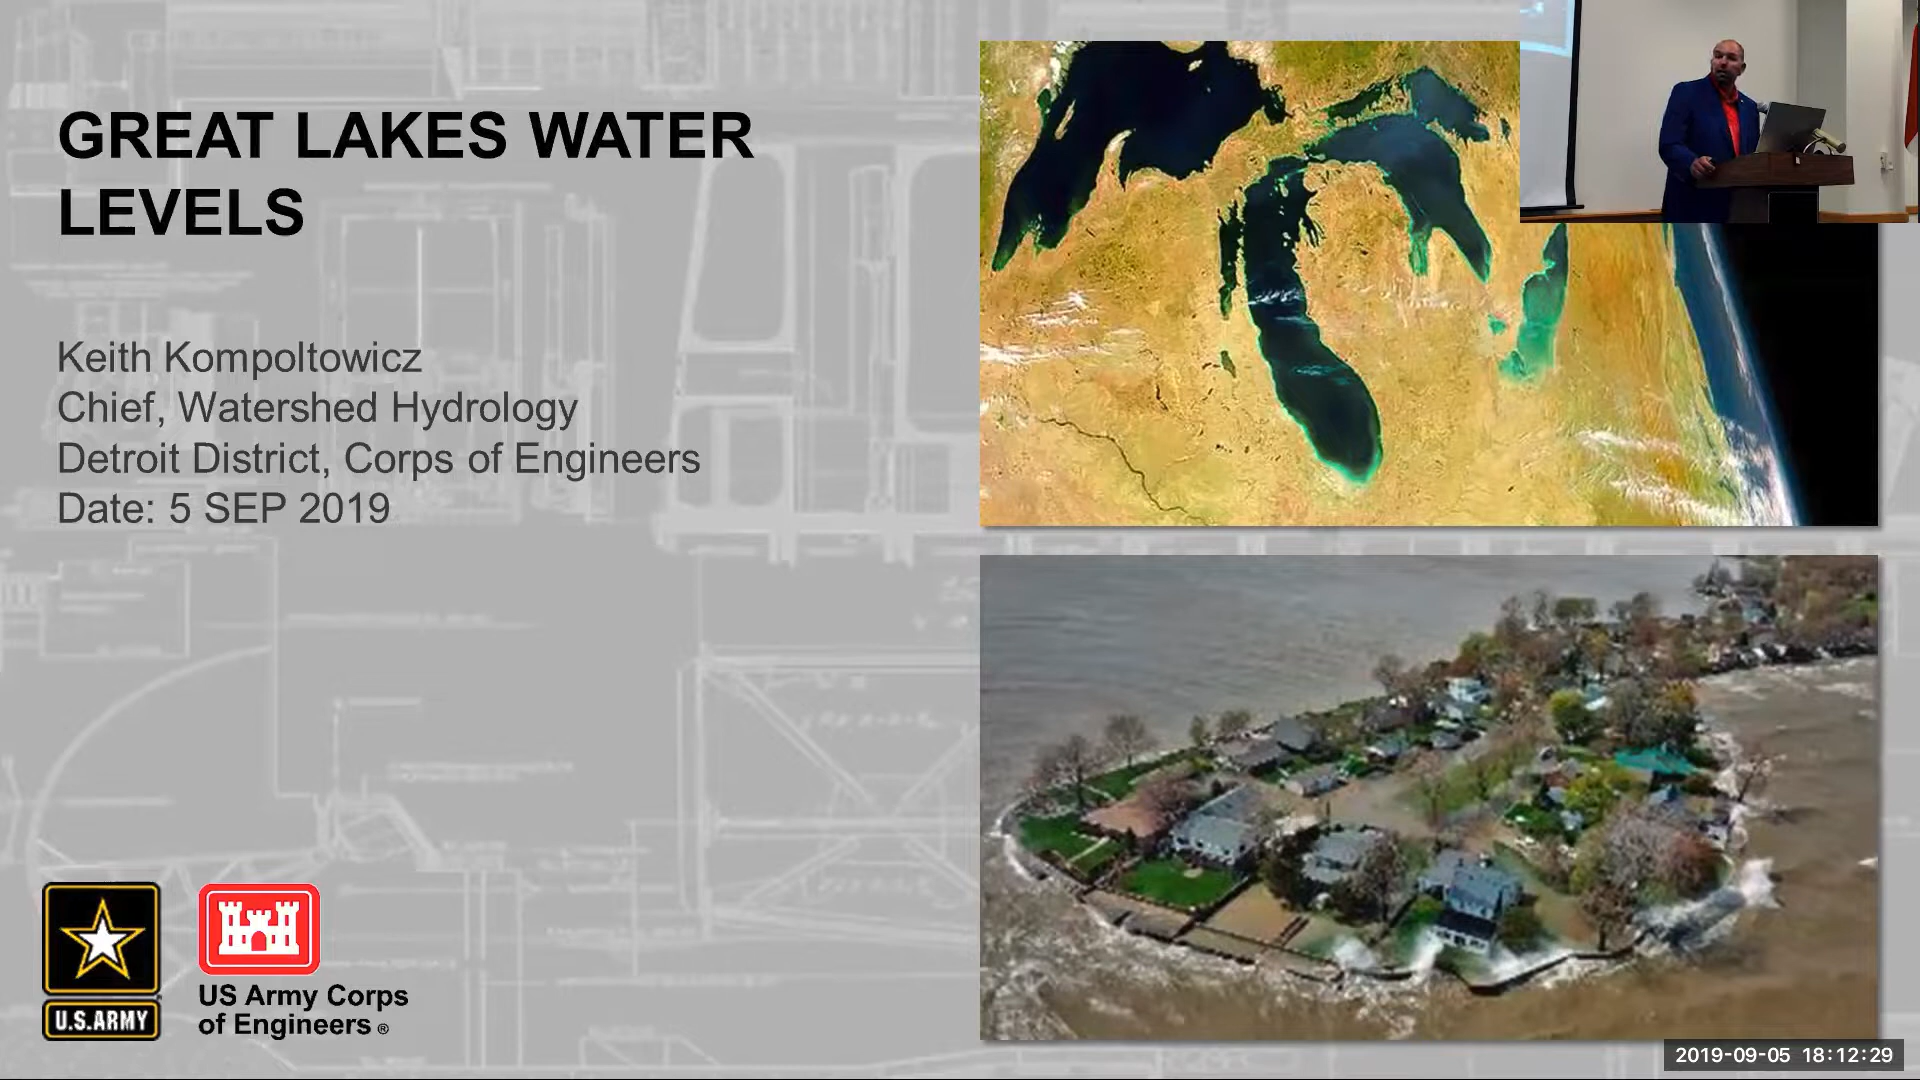 GREAT LAKES WATER
LEVELS
Keith Kompoltowicz
Chief, Watershed Hydrology
Detroit District, Corps of Engineers
Date: 5 SEP 2019
U.S.ARMY
US Army Corps
of Engineers ®
2019-09-05 18:12:29